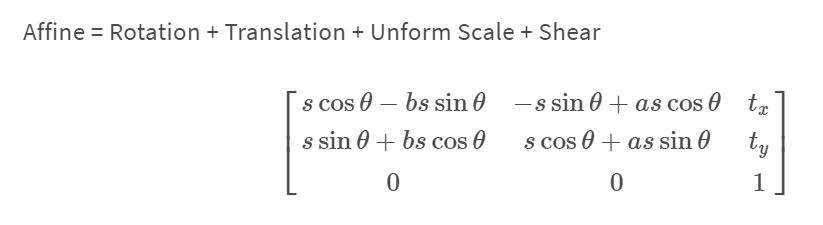 Affine = Rotation + Translation + Unform Scale + Shear
s cos θ − bs sin θ −s sin θ + as cos θ tₓ
s sin θ + bs cos θ s cos θ + as sin θ t_y
0 0 1